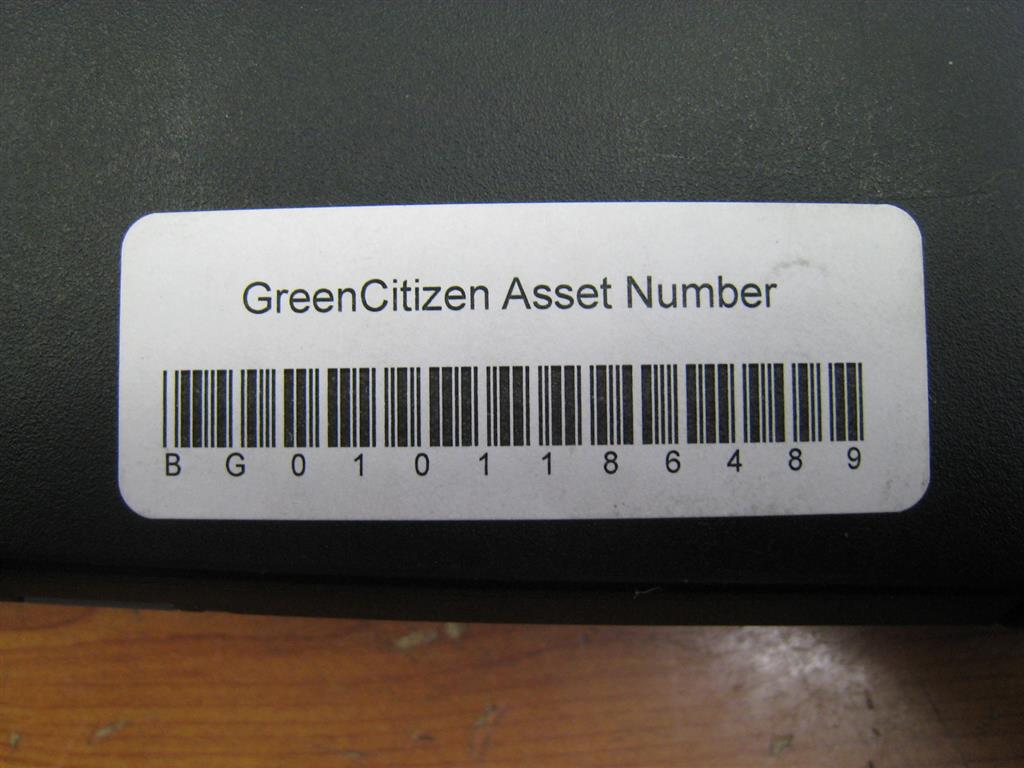 GreenCitizen Asset Number
B G 0 1 0 1 1 8 6 4 8 9